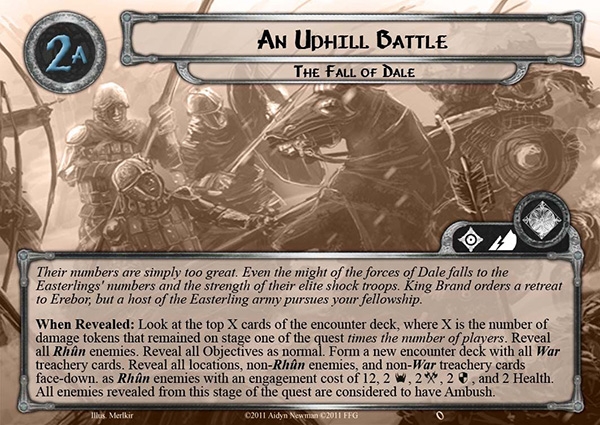 2A
An Uphill Battle
The Fall of Dale
Their numbers are simply too great. Even the might of the forces of Dale falls to the
Easterlings' numbers and the strength of their elite shock troops. King Brand orders a retreat
to Erebor, but a host of the Easterling army pursues your fellowship.
When Revealed: Look at the top X cards of the encounter deck, where X is the number of
damage tokens that remained on stage one of the quest times the number of players. Reveal
all Rhûn enemies. Reveal all Objectives as normal. Form a new encounter deck with all War
treachery cards. Reveal all locations, non-Rhûn enemies, and non-War treachery cards
face-down. as Rhûn enemies with an engagement cost of 12, 2 , 2 , 2 , and 2 Health.
All enemies revealed from this stage of the quest are considered to have Ambush.
Illus. Merlkir
©2011 Aidyn Newman ©2011 FFG